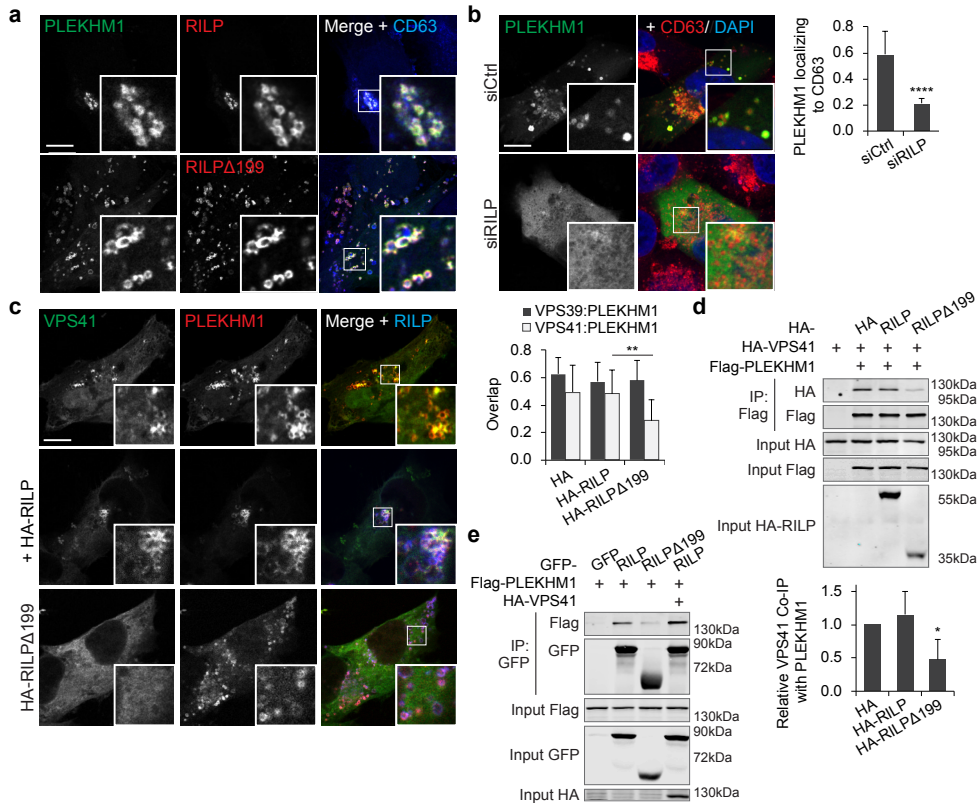 a
PLEKHM1 RILP Merge + CD63
RILPΔ199
b
PLEKHM1 + CD63/ DAPI
siCtrl
siRILP
PLEKHM1 localizing
to CD63
0.8
0.6
0.4
0.2
0.0
****
siCtrl siRILP
c
VPS41 PLEKHM1 Merge + RILP
+ HA-RILP
HA-RILPΔ199
VPS39:PLEKHM1
VPS41:PLEKHM1
**
Overlap
0.8
0.6
0.4
0.2
0.0
HA HA-RILP HA-RILPΔ199
d
HA- HA RILP RILPΔ199
HA-VPS41 + + + +
Flag-PLEKHM1 + + +
IP: Flag
HA 130kDa
95kDa
Flag 130kDa
Input HA 130kDa
95kDa
Input Flag 130kDa
Input HA-RILP 55kDa
35kDa
Relative VPS41 Co-IP
with PLEKHM1
1.5
1.0
0.5
0.0
*
HA HA-RILP HA-RILPΔ199
e
GFP- GFP RILP RILPΔ199 RILP
Flag-PLEKHM1 + + + +
HA-VPS41 +
IP: GFP
Flag 130kDa
GFP 90kDa
72kDa
Input Flag 130kDa
Input GFP 90kDa
72kDa
Input HA 130kDa